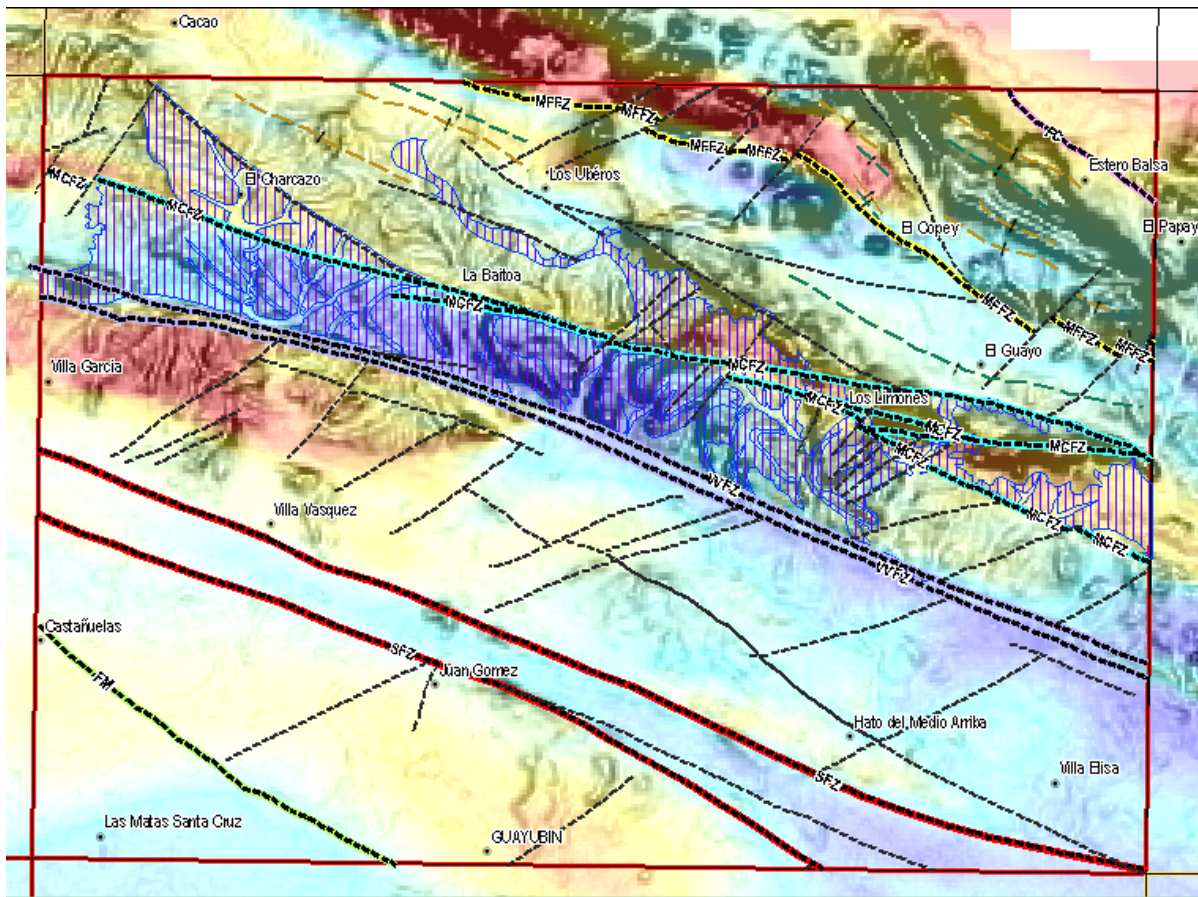 Cacao
MFFZ
MFFZ
MFFZ
MFFZ
FC
Estero Balsa
MCFZ
El Charcazo
Los Ubéros
MCFZ
El Copey
El Papay
La Baitoa
MCFZ
MFFZ
MFFZ
MFFZ
Villa Garcia
MCFZ
El Guayo
Los Limones
MCFZ
MCFZ
MCFZ
MCFZ
VVFZ
Villa Vasquez
MCFZ
MCFZ
VVFZ
Castañuelas
SFZ
FM
Juan Gomez
Hato del Medio Arriba
SFZ
Villa Elisa
Las Matas Santa Cruz
GUAYUBIN